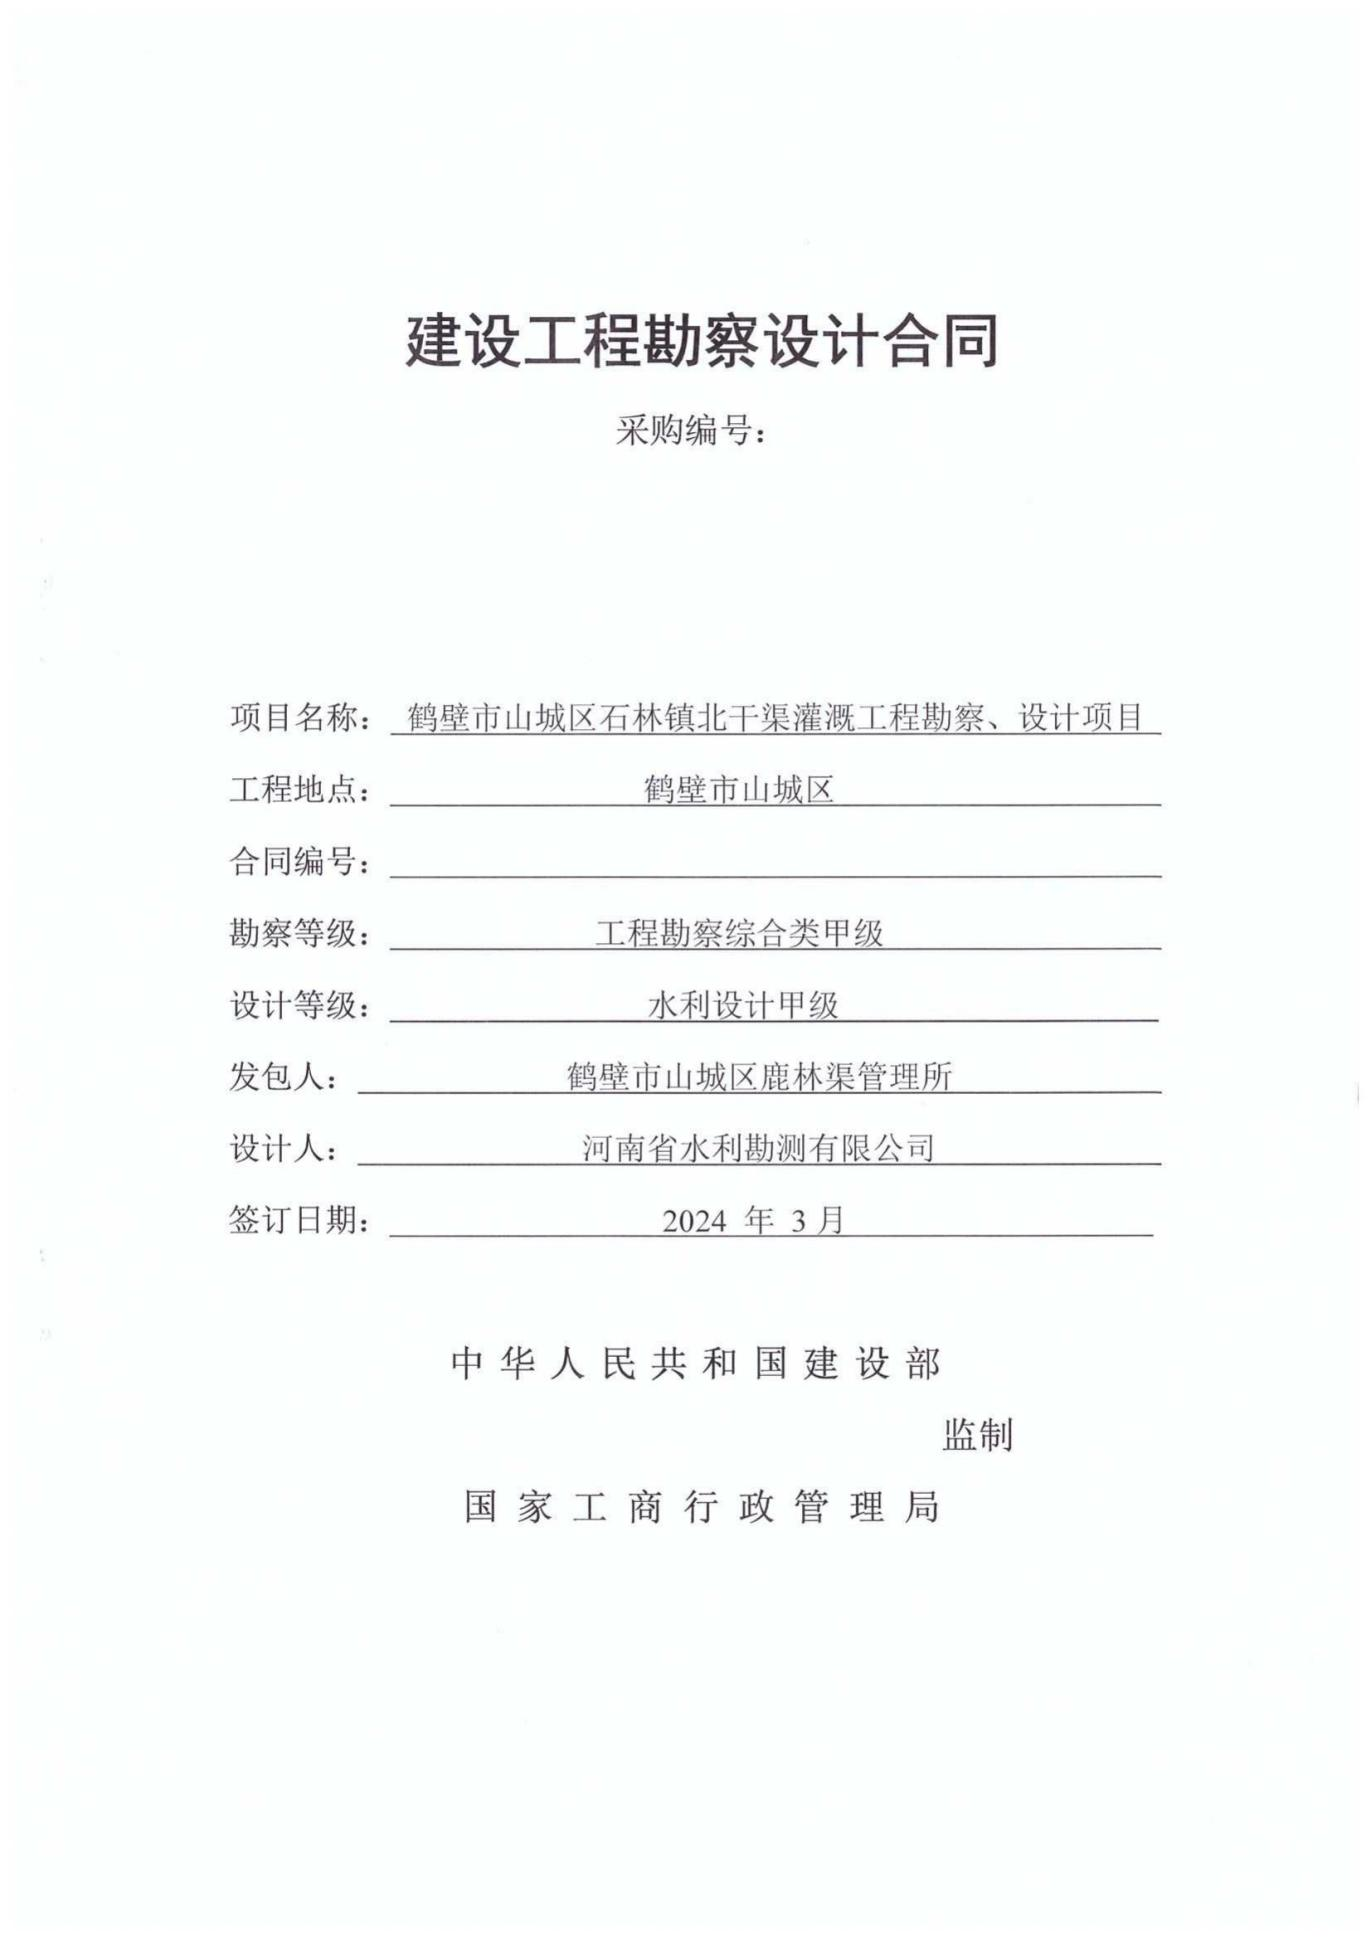 建设工程勘察设计合同
采购编号：
项目名称： 鹤壁市山城区石林镇北干渠灌溉工程勘察、设计项目
工程地点： 鹤壁市山城区
合同编号：
勘察等级： 工程勘察综合类甲级
设计等级： 水利设计甲级
发包人： 鹤壁市山城区鹿林渠管理所
设计人： 河南省水利勘测有限公司
签订日期： 2024 年 3 月
中华人民共和国建设部
监制
国家工商行政管理局